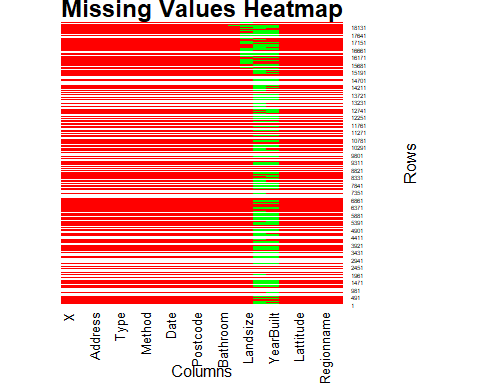 Missing Values Heatmap
18131
17641
17151
16661
16171
15681
15191
14701
14211
13721
13231
12741
12251
11761
11271
10781
10291
9801
9311
8821
8331
7841
7351
6861
6371
5881
5391
4901
4411
3921
3431
2941
2451
1961
1471
981
491
1
Rows
X
Address
Type
Method
Date
Postcode
Bathroom
Landsize
YearBuilt
Lattitude
Regionname
Columns